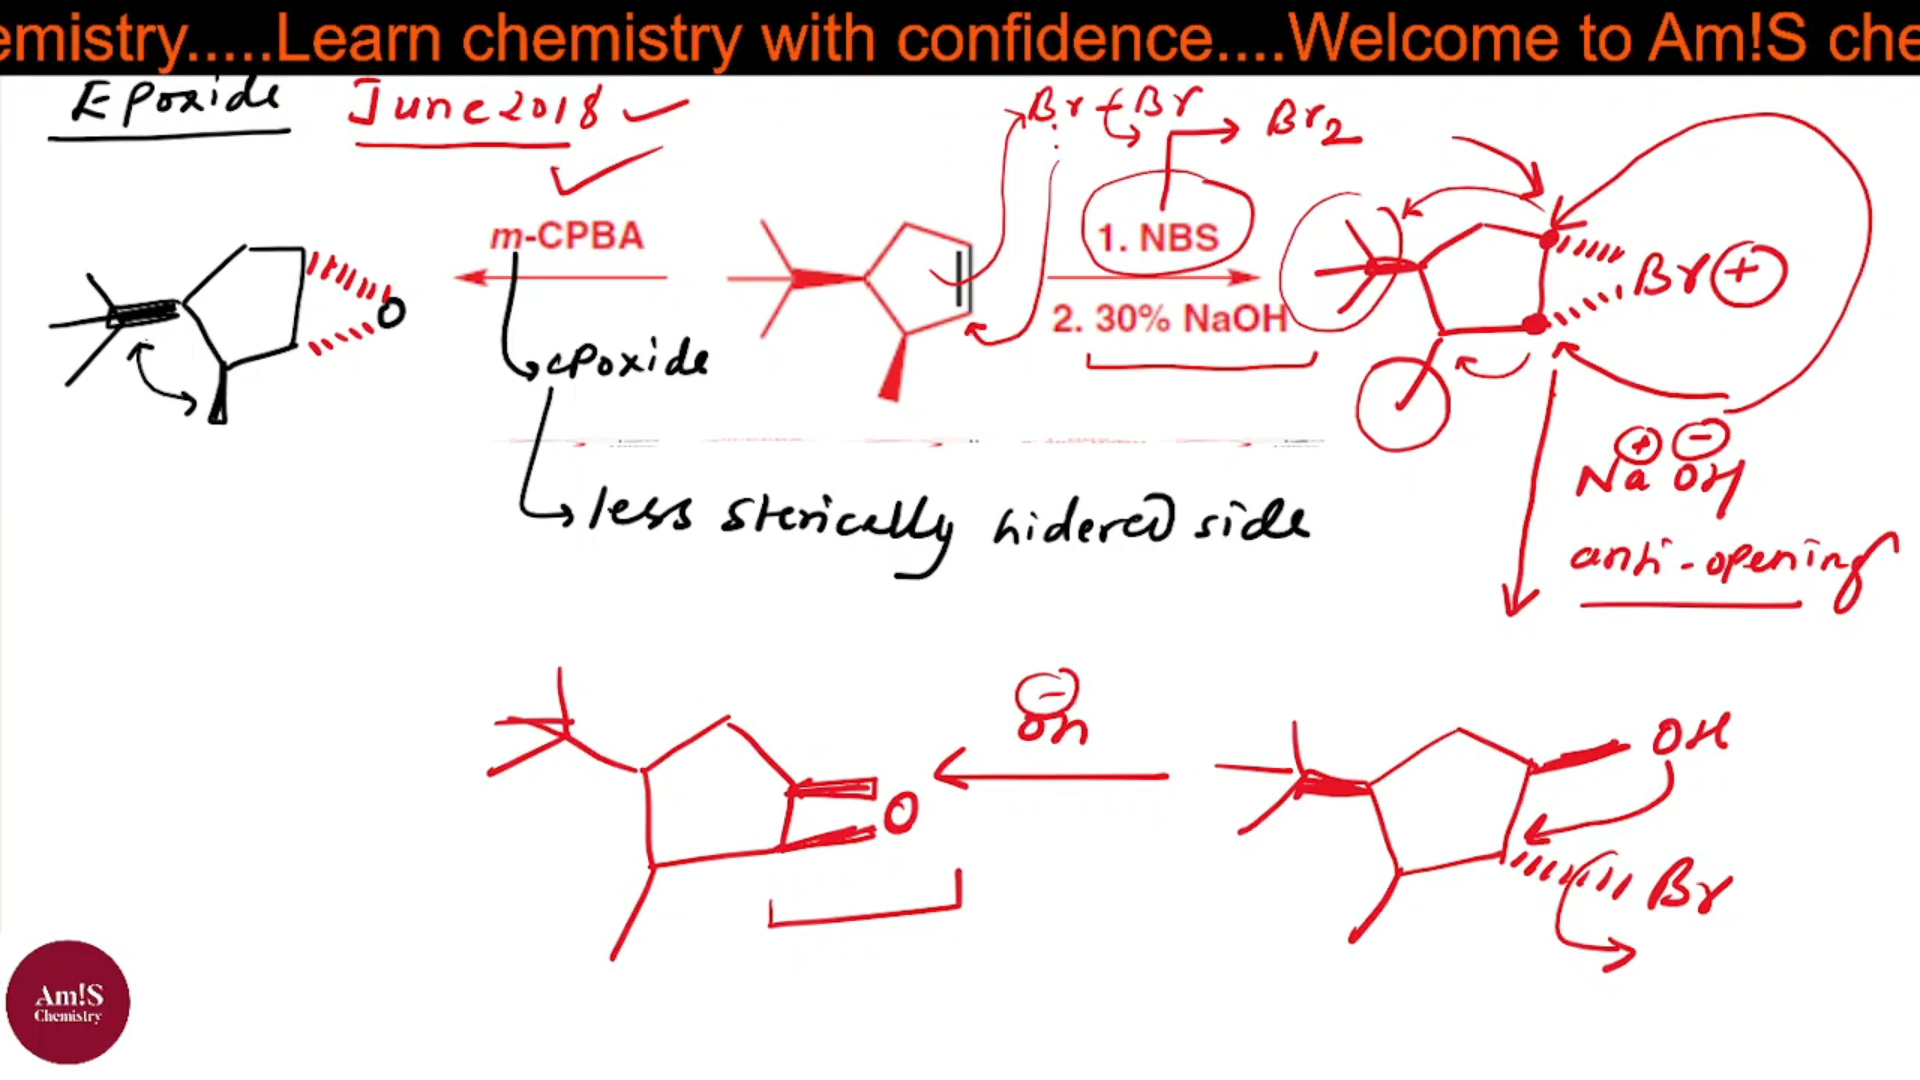 emistry.....Learn chemistry with confidence....Welcome to Am!S che
Epoxide June 2018
Br-Br
Br2
m-CPBA
1. NBS
2. 30% NaOH
Br +
O
epoxide
Na+ OH-
less sterically hidered side
anti-opening
OH
-
OH
O
Br
Am!S
Chemistry